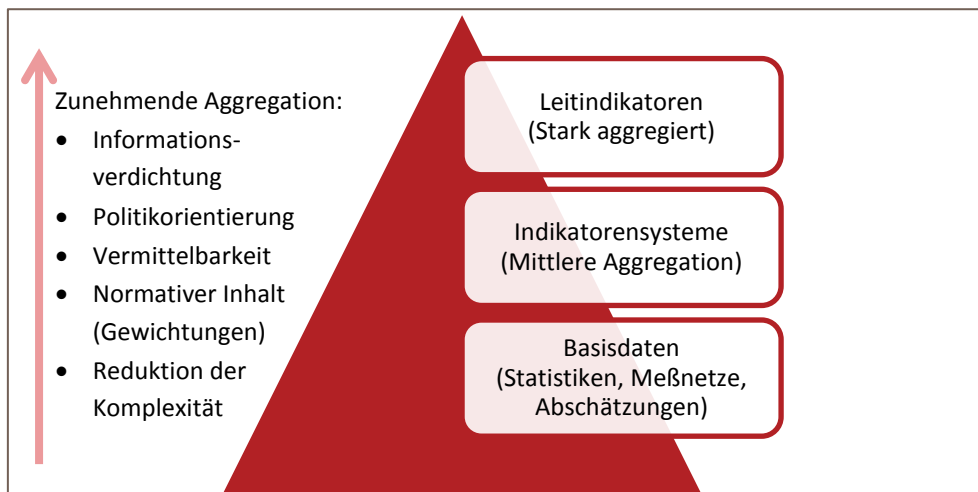 Zunehmende Aggregation:
• Informations-
verdichtung
• Politikorientierung
• Vermittelbarkeit
• Normativer Inhalt
(Gewichtungen)
• Reduktion der
Komplexität
Leitindikatoren
(Stark aggregiert)
Indikatorensysteme
(Mittlere Aggregation)
Basisdaten
(Statistiken, Meßnetze,
Abschätzungen)